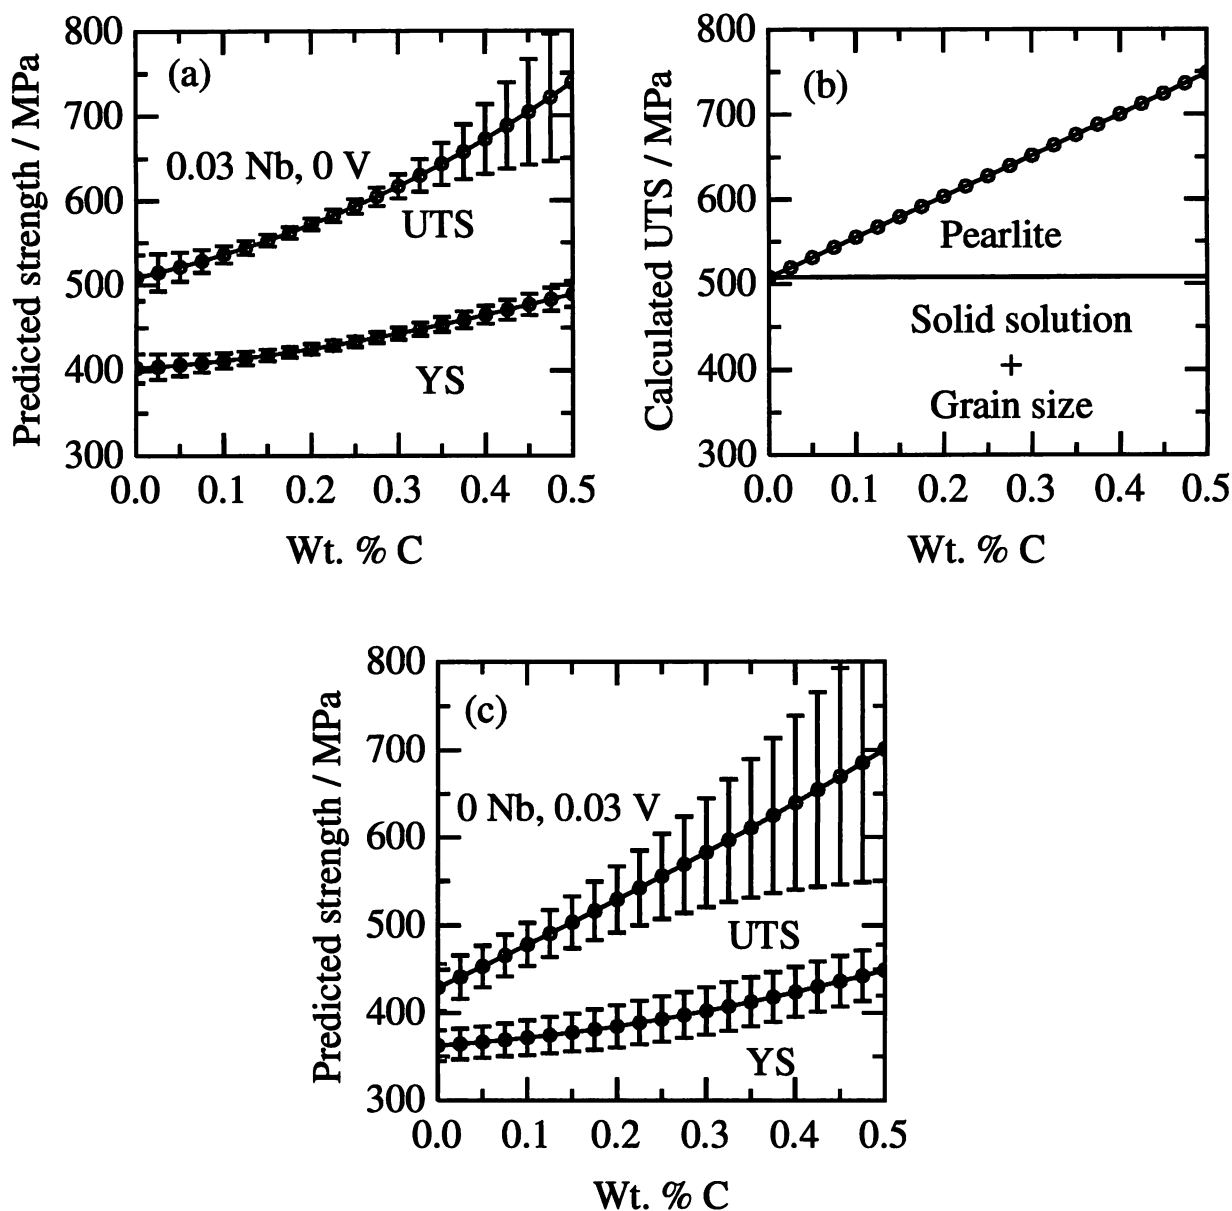 800
700
600
500
400
300
Predicted strength / MPa
(a)
0.03 Nb, 0 V
UTS
YS
0.0 0.1 0.2 0.3 0.4 0.5
Wt. % C
800
700
600
500
400
300
Calculated UTS / MPa
(b)
Pearlite
Solid solution
+
Grain size
0.0 0.1 0.2 0.3 0.4 0.5
Wt. % C
800
700
600
500
400
300
Predicted strength / MPa
(c)
0 Nb, 0.03 V
UTS
YS
0.0 0.1 0.2 0.3 0.4 0.5
Wt. % C